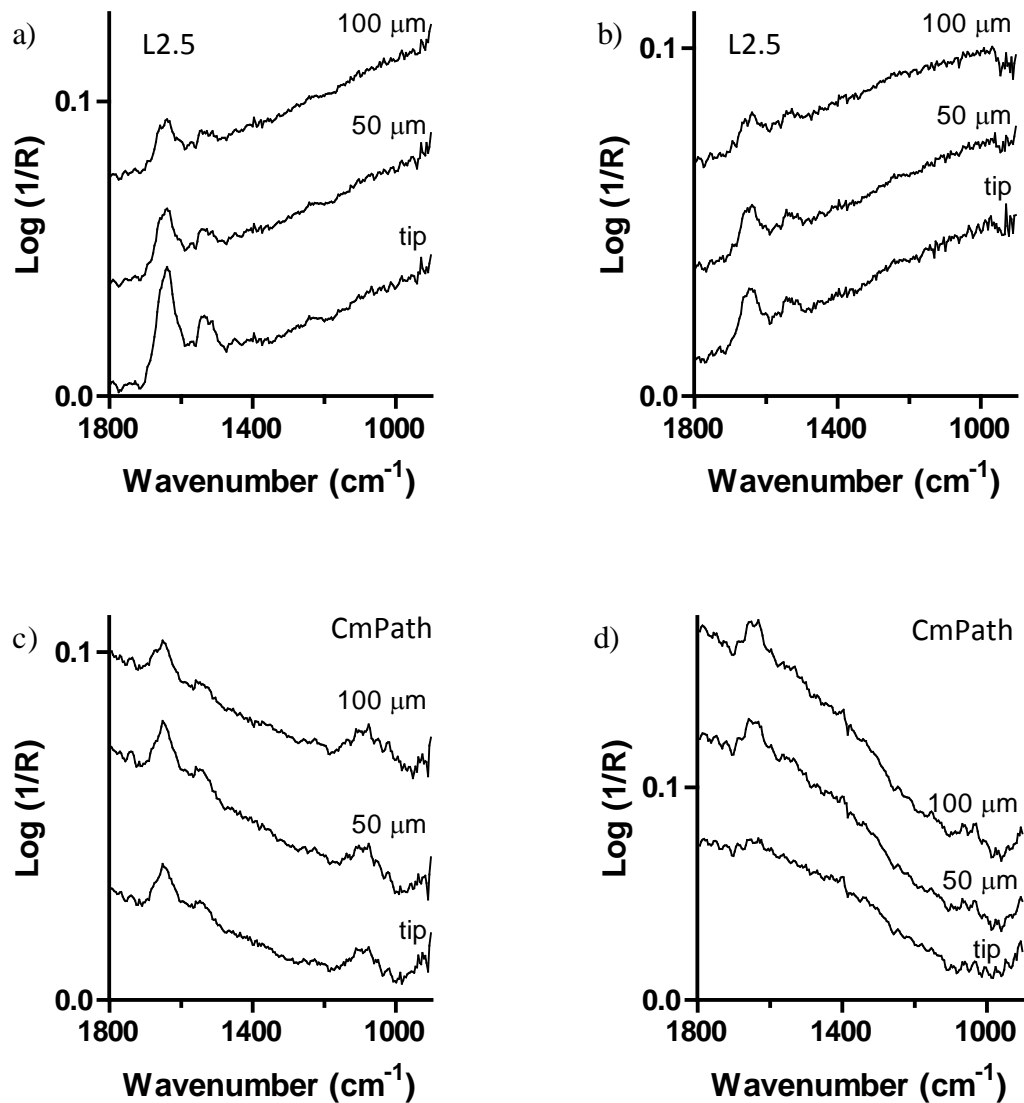 a)
L2.5
100 μm
50 μm
tip
0.1
0.0
Log (1/R)
1800 1400 1000
Wavenumber (cm-1)
b)
L2.5
100 μm
50 μm
tip
0.1
0.0
Log (1/R)
1800 1400 1000
Wavenumber (cm-1)
c)
CmPath
100 μm
50 μm
tip
0.1
0.0
Log (1/R)
1800 1400 1000
Wavenumber (cm-1)
d)
CmPath
100 μm
50 μm
tip
0.1
0.0
Log (1/R)
1800 1400 1000
Wavenumber (cm-1)